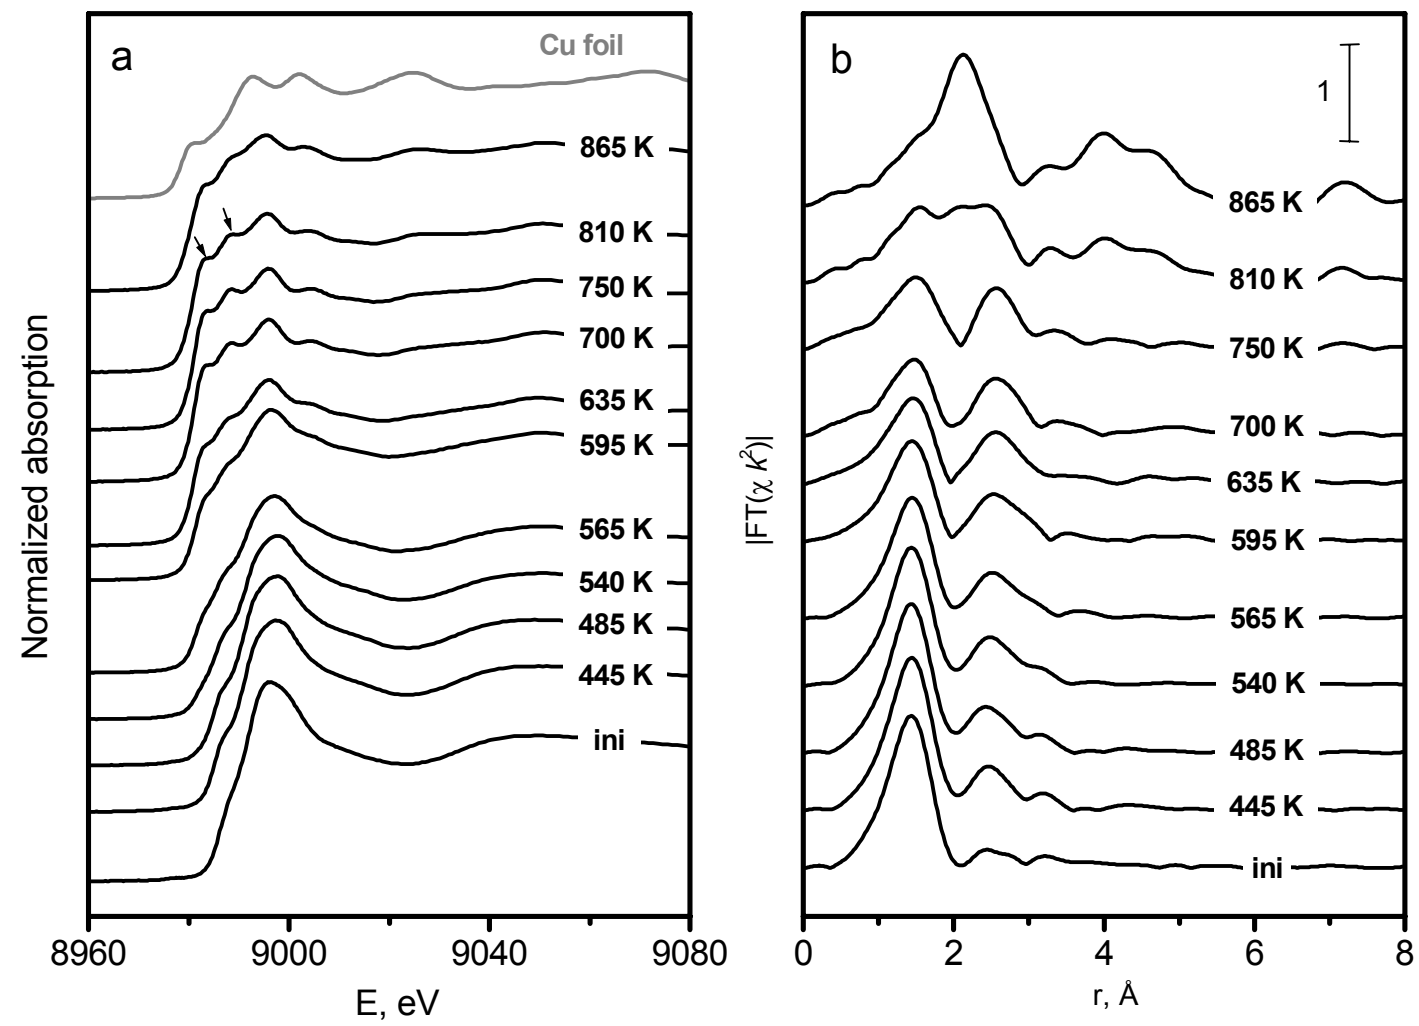 a
Cu foil
865 K
810 K
750 K
700 K
635 K
595 K
565 K
540 K
485 K
445 K
ini
Normalized absorption
8960
9000
9040
9080
E, eV
b
1
865 K
810 K
750 K
700 K
635 K
595 K
565 K
540 K
485 K
445 K
ini
|FT(χ k²)|
0
2
4
6
8
r, Å